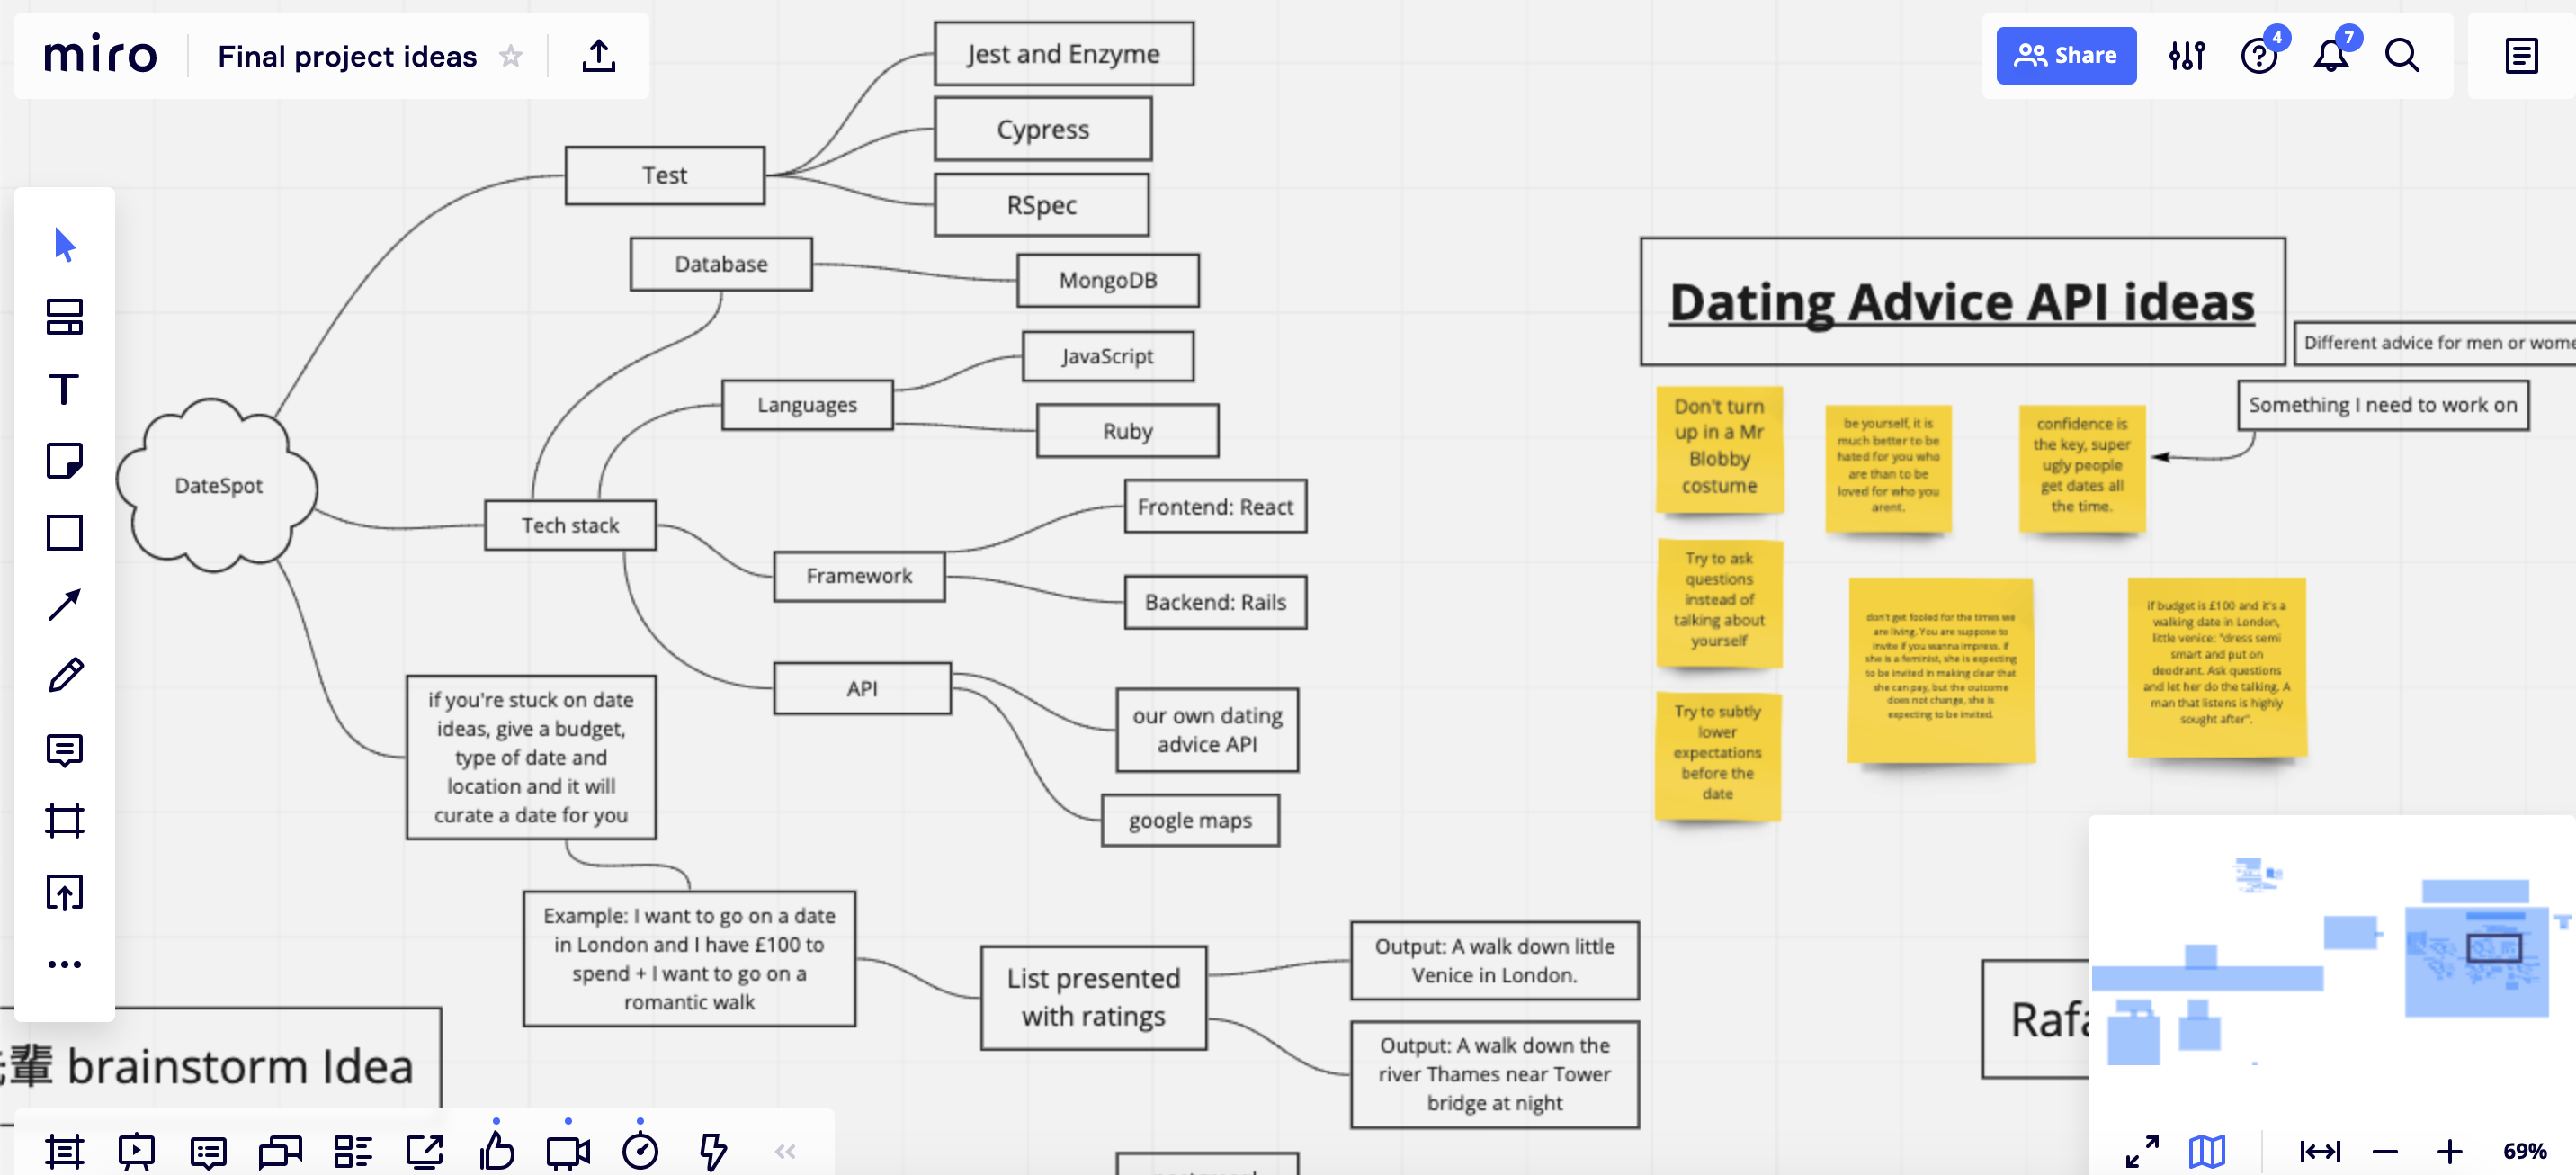 miro
Final project ideas
Share
4
7
Jest and Enzyme
Cypress
RSpec
Test
Database
MongoDB
JavaScript
Languages
Ruby
DateSpot
Tech stack
Frontend: React
Framework
Backend: Rails
API
our own dating
advice API
google maps
if you're stuck on date
ideas, give a budget,
type of date and
location and it will
curate a date for you
Example: I want to go on a date
in London and I have £100 to
spend + I want to go on a
romantic walk
List presented
with ratings
Output: A walk down little
Venice in London.
Output: A walk down the
river Thames near Tower
bridge at night
輩 brainstorm Idea
Dating Advice API ideas
Different advice for men or wome
Something I need to work on
Don't turn
up in a Mr
Blobby
costume
be yourself, it is
much better to be
hated for you who
are than to be
loved for who you
arent.
confidence is
the key, super
ugly people
get dates all
the time.
Try to ask
questions
instead of
talking about
yourself
don't get fooled for the times we
are living. You are suppose to
invite if you wanna impress. If
she is a feminist, she is expecting
to be invited in making clear that
she can pay, but the outcome
does not change, she is
expecting to be invited.
if budget is £100 and it's a
walking date in London,
little venice: "dress semi
smart and put on
deodrant. Ask questions
and let her do the talking. A
man that listens is highly
sought after".
Try to subtly
lower
expectations
before the
date
Rafa
69%